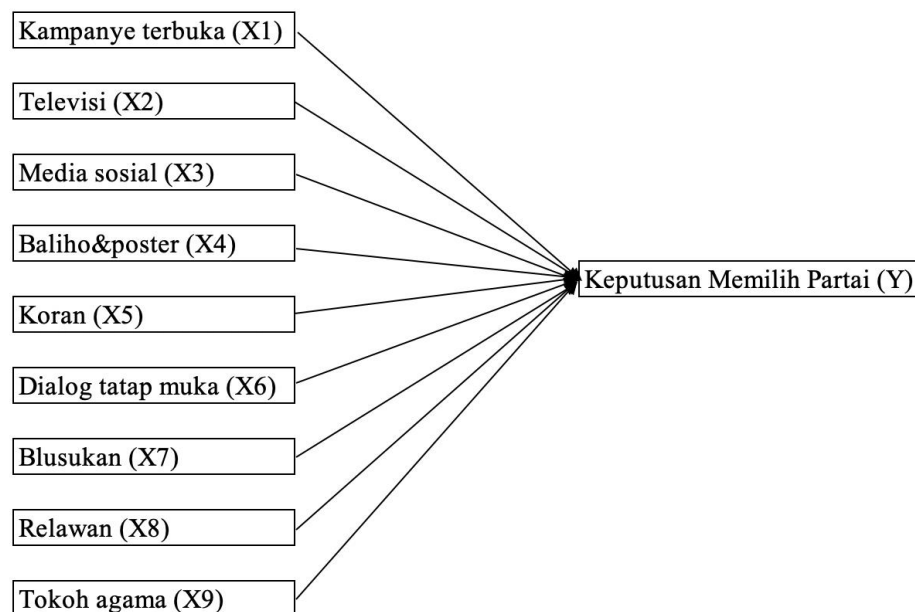 Kampanye terbuka (X1)
Televisi (X2)
Media sosial (X3)
Baliho&poster (X4)
Koran (X5)
Dialog tatap muka (X6)
Blusukan (X7)
Relawan (X8)
Tokoh agama (X9)
Keputusan Memilih Partai (Y)